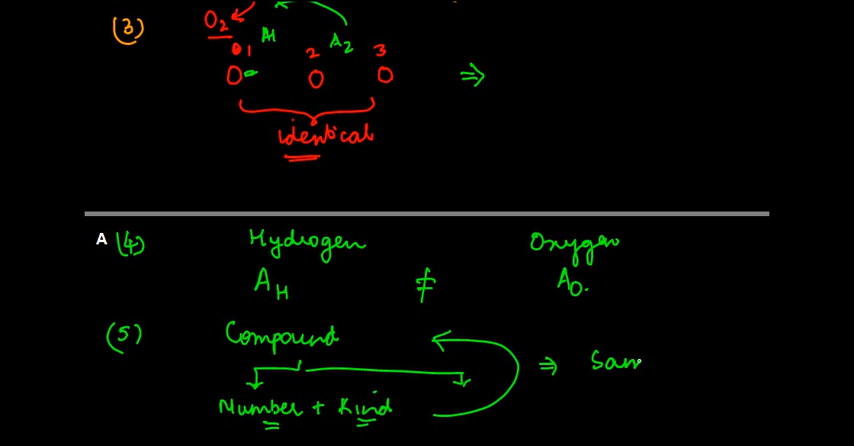 (3) O2
1 A1 2 A2 3
O O O ⇒
identical
A (4) Hydrogen Oxygen
AH ≠ AO.
(5) Compound
⇒ Sam
Number + Kind